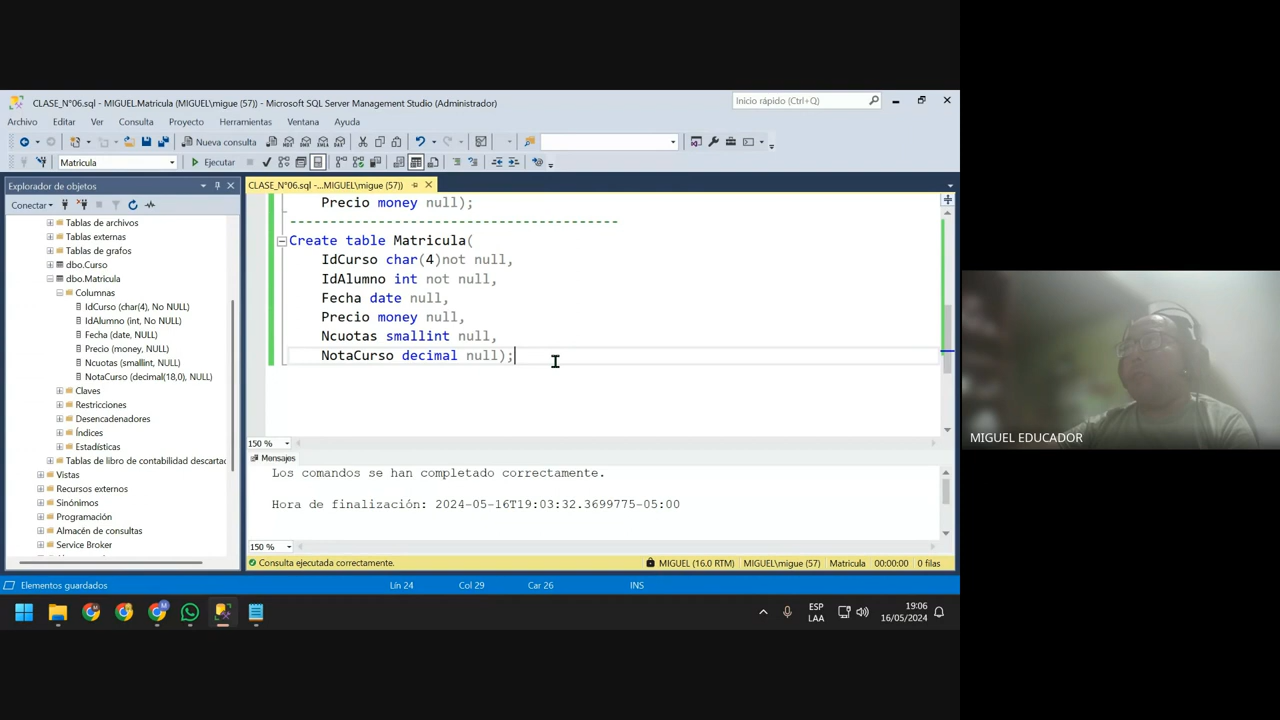 CLASE_N°06.sql - MIGUEL.Matricula (MIGUEL\migue (57)) - Microsoft SQL Server Management Studio (Administrador)
Inicio rápido (Ctrl+Q)
Archivo Editar Ver Consulta Proyecto Herramientas Ventana Ayuda
Nueva consulta
Matricula
Ejecutar
Explorador de objetos
Conectar
Tablas de archivos
Tablas externas
Tablas de grafos
dbo.Curso
dbo.Matricula
Columnas
IdCurso (char(4), No NULL)
IdAlumno (int, No NULL)
Fecha (date, NULL)
Precio (money, NULL)
Ncuotas (smallint, NULL)
NotaCurso (decimal(18,0), NULL)
Claves
Restricciones
Desencadenadores
Índices
Estadísticas
Tablas de libro de contabilidad descarta
Vistas
Recursos externos
Sinónimos
Programación
Almacén de consultas
Service Broker
CLASE_N°06.sql -...MIGUEL\migue (57))
Precio money null);
-----------------------------------------
Create table Matricula(
IdCurso char(4)not null,
IdAlumno int not null,
Fecha date null,
Precio money null,
Ncuotas smallint null,
NotaCurso decimal null);
150 %
Mensajes
Los comandos se han completado correctamente.
Hora de finalización: 2024-05-16T19:03:32.3699775-05:00
150 %
Consulta ejecutada correctamente.
MIGUEL (16.0 RTM) MIGUEL\migue (57) Matricula 00:00:00 0 filas
Elementos guardados
Lín 24 Col 29 Car 26 INS
ESP
LAA
19:06
16/05/2024
MIGUEL EDUCADOR